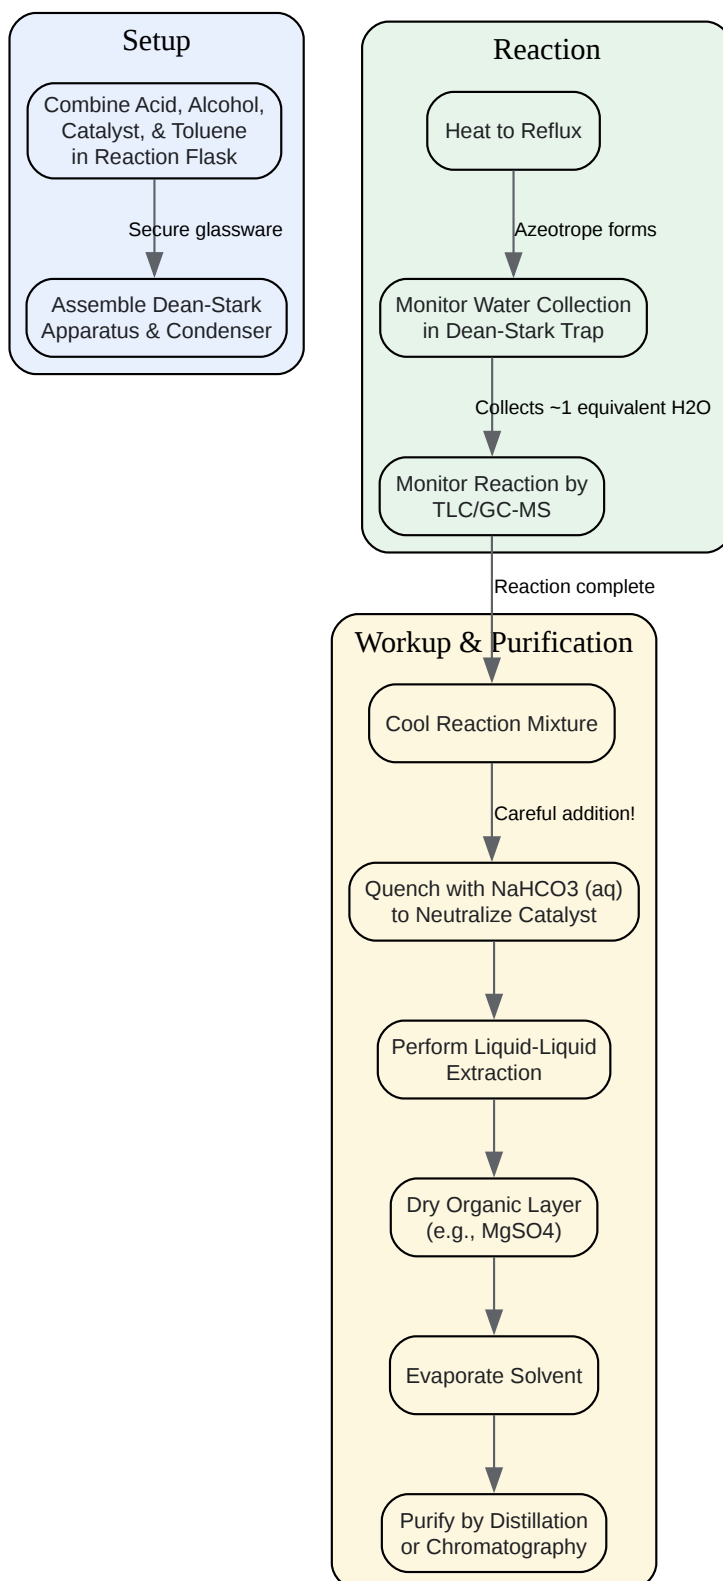 Setup
Combine Acid, Alcohol,
Catalyst, & Toluene
in Reaction Flask
Secure glassware
Assemble Dean-Stark
Apparatus & Condenser
Reaction
Heat to Reflux
Azeotrope forms
Monitor Water Collection
in Dean-Stark Trap
Collects ~1 equivalent H2O
Monitor Reaction by
TLC/GC-MS
Reaction complete
Workup & Purification
Cool Reaction Mixture
Careful addition!
Quench with NaHCO3 (aq)
to Neutralize Catalyst
Perform Liquid-Liquid
Extraction
Dry Organic Layer
(e.g., MgSO4)
Evaporate Solvent
Purify by Distillation
or Chromatography